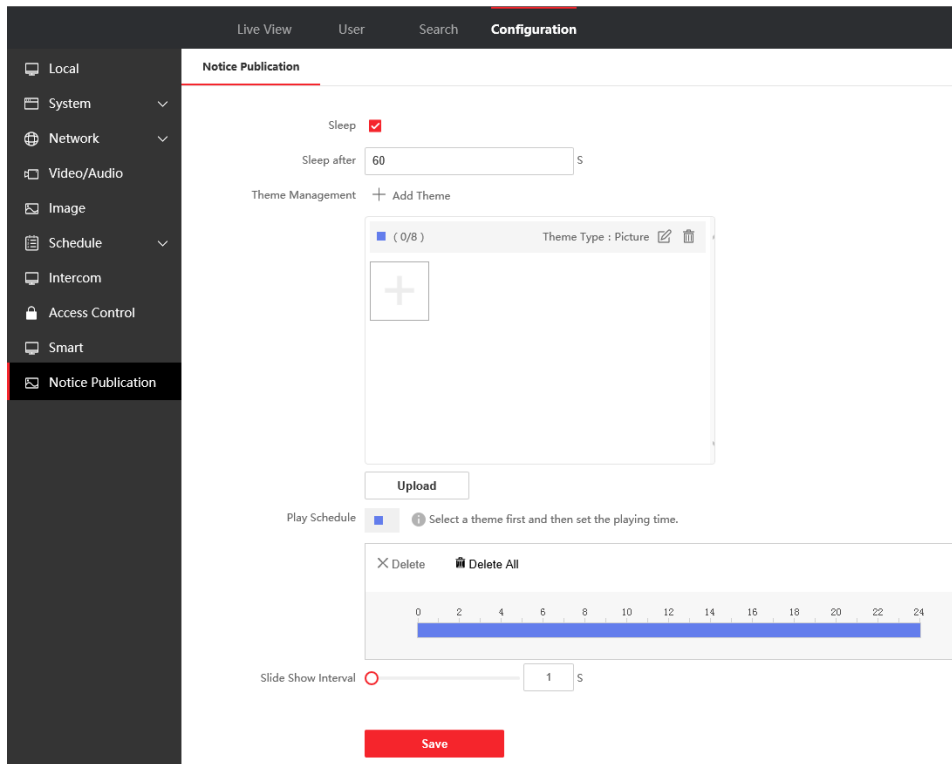 Live View User Search Configuration
Local
System
Network
Video/Audio
Image
Schedule
Intercom
Access Control
Smart
Notice Publication
Notice Publication
Sleep
Sleep after 60 S
Theme Management + Add Theme
( 0/8 ) Theme Type : Picture
Upload
Play Schedule Select a theme first and then set the playing time.
Delete Delete All
0 2 4 6 8 10 12 14 16 18 20 22 24
Slide Show Interval 1 S
Save